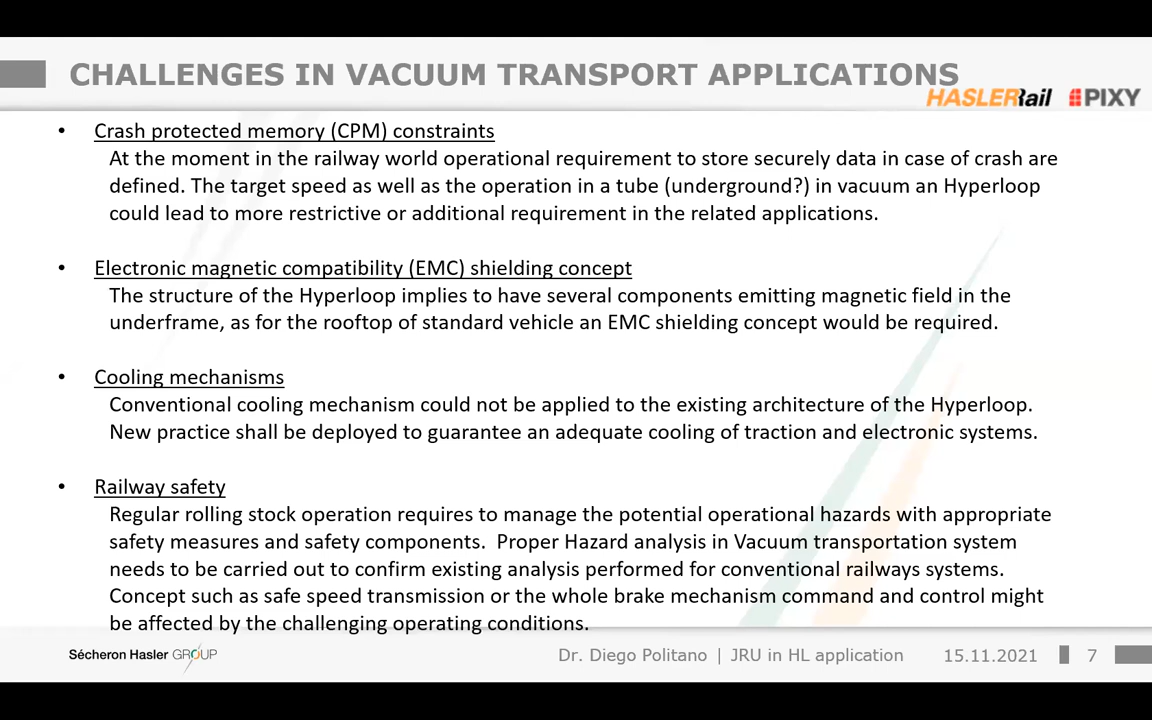 CHALLENGES IN VACUUM TRANSPORT APPLICATIONS
HASLERRail PIXY
• Crash protected memory (CPM) constraints
At the moment in the railway world operational requirement to store securely data in case of crash are
defined. The target speed as well as the operation in a tube (underground?) in vacuum an Hyperloop
could lead to more restrictive or additional requirement in the related applications.
• Electronic magnetic compatibility (EMC) shielding concept
The structure of the Hyperloop implies to have several components emitting magnetic field in the
underframe, as for the rooftop of standard vehicle an EMC shielding concept would be required.
• Cooling mechanisms
Conventional cooling mechanism could not be applied to the existing architecture of the Hyperloop.
New practice shall be deployed to guarantee an adequate cooling of traction and electronic systems.
• Railway safety
Regular rolling stock operation requires to manage the potential operational hazards with appropriate
safety measures and safety components. Proper Hazard analysis in Vacuum transportation system
needs to be carried out to confirm existing analysis performed for conventional railways systems.
Concept such as safe speed transmission or the whole brake mechanism command and control might
be affected by the challenging operating conditions.
Sécheron Hasler GROUP Dr. Diego Politano | JRU in HL application 15.11.2021 7